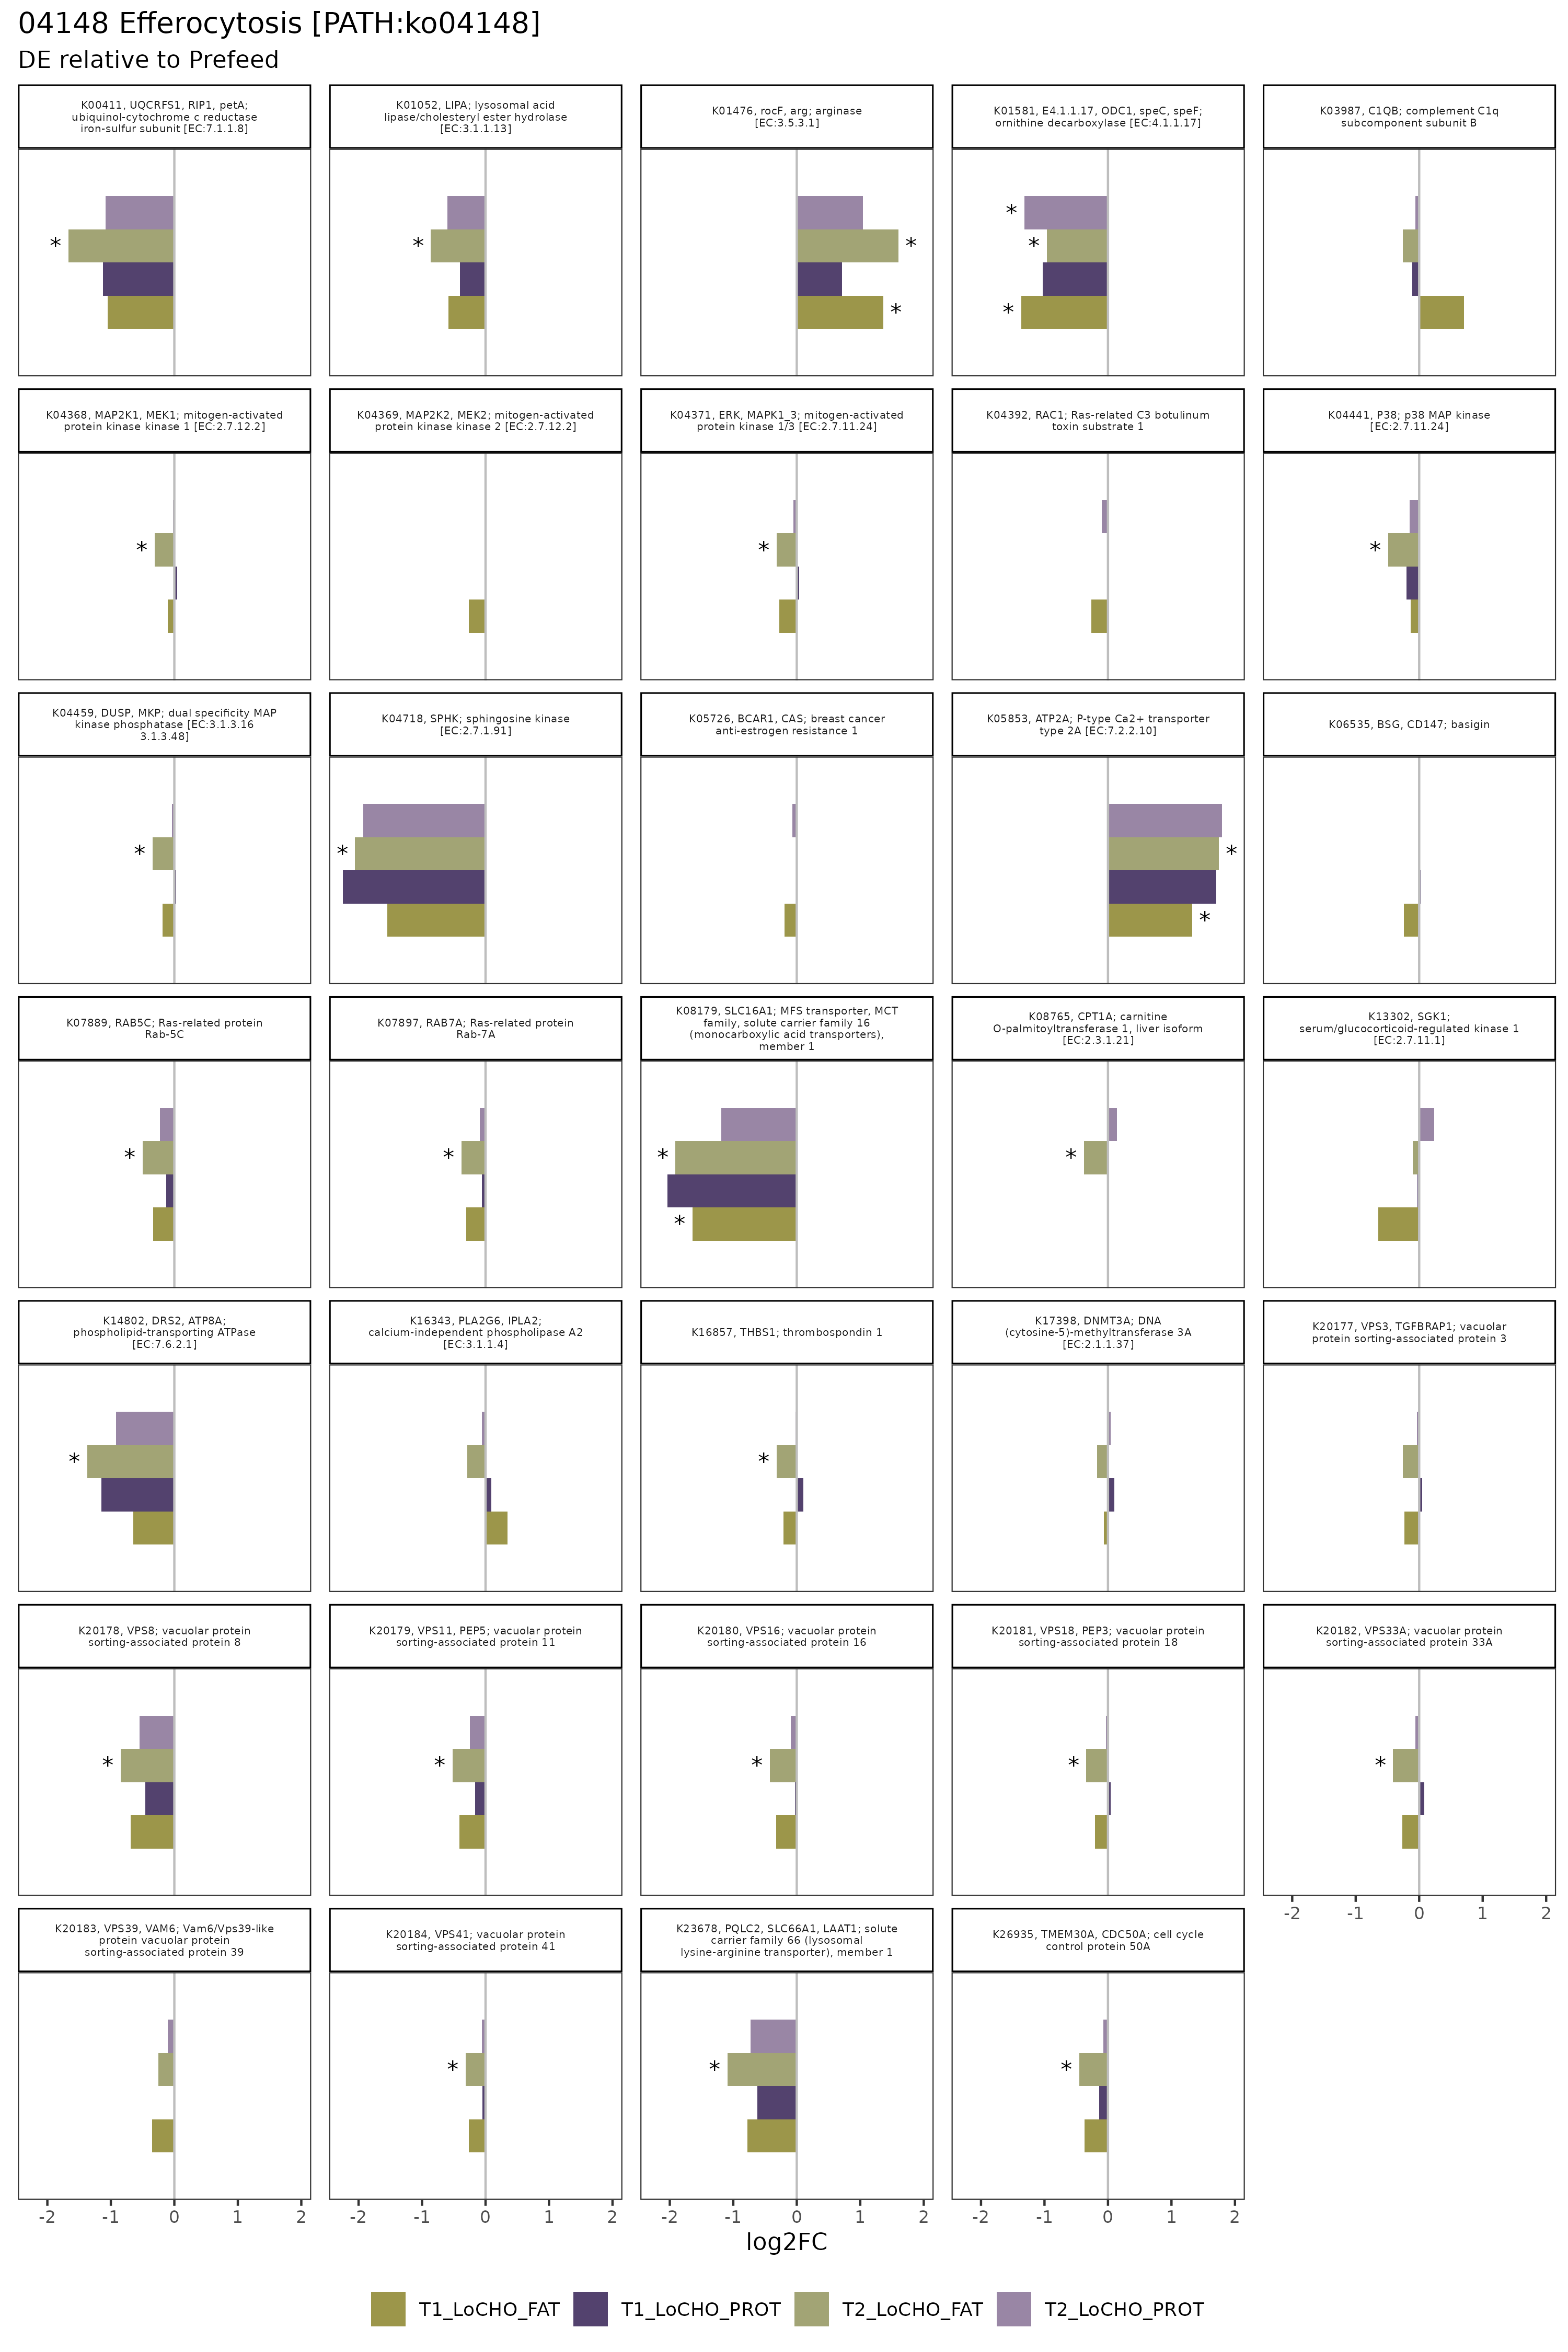 04148 Efferocytosis [PATH:ko04148]
DE relative to Prefeed
K00411, UQCRFS1, RIP1, petA;
ubiquinol-cytochrome c reductase
iron-sulfur subunit [EC:7.1.1.8]
K01052, LIPA; lysosomal acid
lipase/cholesteryl ester hydrolase
[EC:3.1.1.13]
K01476, rocF, arg; arginase
[EC:3.5.3.1]
K01581, E4.1.1.17, ODC1, speC, speF;
ornithine decarboxylase [EC:4.1.1.17]
K03987, C1QB; complement C1q
subcomponent subunit B
*
*
*
*
*
*
*
K04368, MAP2K1, MEK1; mitogen-activated
protein kinase kinase 1 [EC:2.7.12.2]
K04369, MAP2K2, MEK2; mitogen-activated
protein kinase kinase 2 [EC:2.7.12.2]
K04371, ERK, MAPK1_3; mitogen-activated
protein kinase 1/3 [EC:2.7.11.24]
K04392, RAC1; Ras-related C3 botulinum
toxin substrate 1
K04441, P38; p38 MAP kinase
[EC:2.7.11.24]
*
*
*
K04459, DUSP, MKP; dual specificity MAP
kinase phosphatase [EC:3.1.3.16
3.1.3.48]
K04718, SPHK; sphingosine kinase
[EC:2.7.1.91]
K05726, BCAR1, CAS; breast cancer
anti-estrogen resistance 1
K05853, ATP2A; P-type Ca2+ transporter
type 2A [EC:7.2.2.10]
K06535, BSG, CD147; basigin
*
*
*
*
K07889, RAB5C; Ras-related protein
Rab-5C
K07897, RAB7A; Ras-related protein
Rab-7A
K08179, SLC16A1; MFS transporter, MCT
family, solute carrier family 16
(monocarboxylic acid transporters),
member 1
K08765, CPT1A; carnitine
O-palmitoyltransferase 1, liver isoform
[EC:2.3.1.21]
K13302, SGK1;
serum/glucocorticoid-regulated kinase 1
[EC:2.7.11.1]
*
*
*
*
*
K14802, DRS2, ATP8A;
phospholipid-transporting ATPase
[EC:7.6.2.1]
K16343, PLA2G6, IPLA2;
calcium-independent phospholipase A2
[EC:3.1.1.4]
K16857, THBS1; thrombospondin 1
K17398, DNMT3A; DNA
(cytosine-5)-methyltransferase 3A
[EC:2.1.1.37]
K20177, VPS3, TGFBRAP1; vacuolar
protein sorting-associated protein 3
*
*
K20178, VPS8; vacuolar protein
sorting-associated protein 8
K20179, VPS11, PEP5; vacuolar protein
sorting-associated protein 11
K20180, VPS16; vacuolar protein
sorting-associated protein 16
K20181, VPS18, PEP3; vacuolar protein
sorting-associated protein 18
K20182, VPS33A; vacuolar protein
sorting-associated protein 33A
*
*
*
*
*
-2 -1 0 1 2
K20183, VPS39, VAM6; Vam6/Vps39-like
protein vacuolar protein
sorting-associated protein 39
K20184, VPS41; vacuolar protein
sorting-associated protein 41
K23678, PQLC2, SLC66A1, LAAT1; solute
carrier family 66 (lysosomal
lysine-arginine transporter), member 1
K26935, TMEM30A, CDC50A; cell cycle
control protein 50A
*
*
*
-2 -1 0 1 2
-2 -1 0 1 2
-2 -1 0 1 2
-2 -1 0 1 2
log2FC
T1_LoCHO_FAT T1_LoCHO_PROT T2_LoCHO_FAT T2_LoCHO_PROT